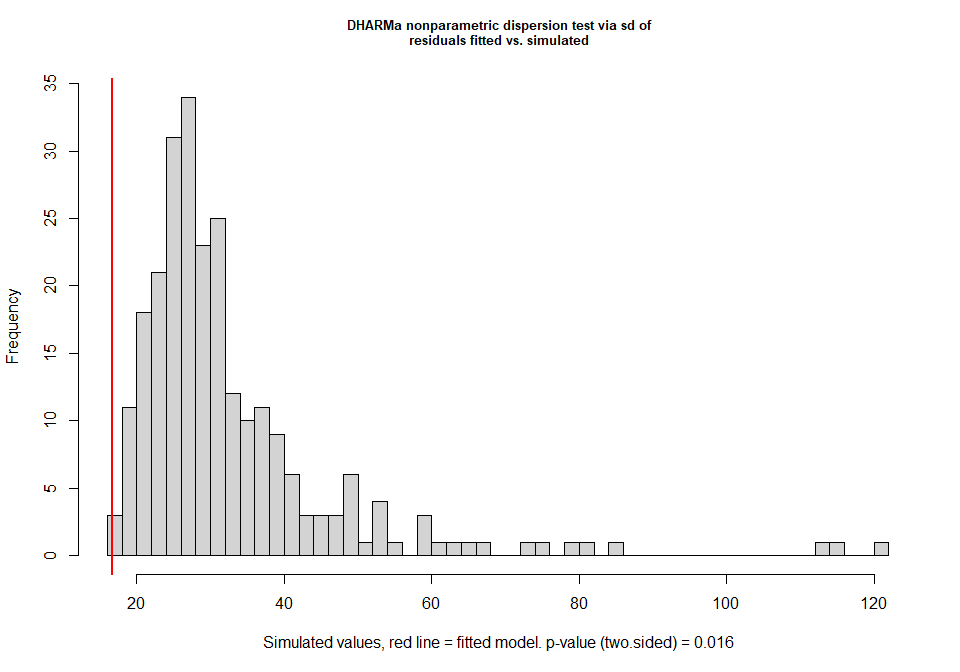 DHARMa nonparametric dispersion test via sd of
residuals fitted vs. simulated
35
30
25
20
15
10
5
0
Frequency
20 40 60 80 100 120
Simulated values, red line = fitted model. p-value (two.sided) = 0.016